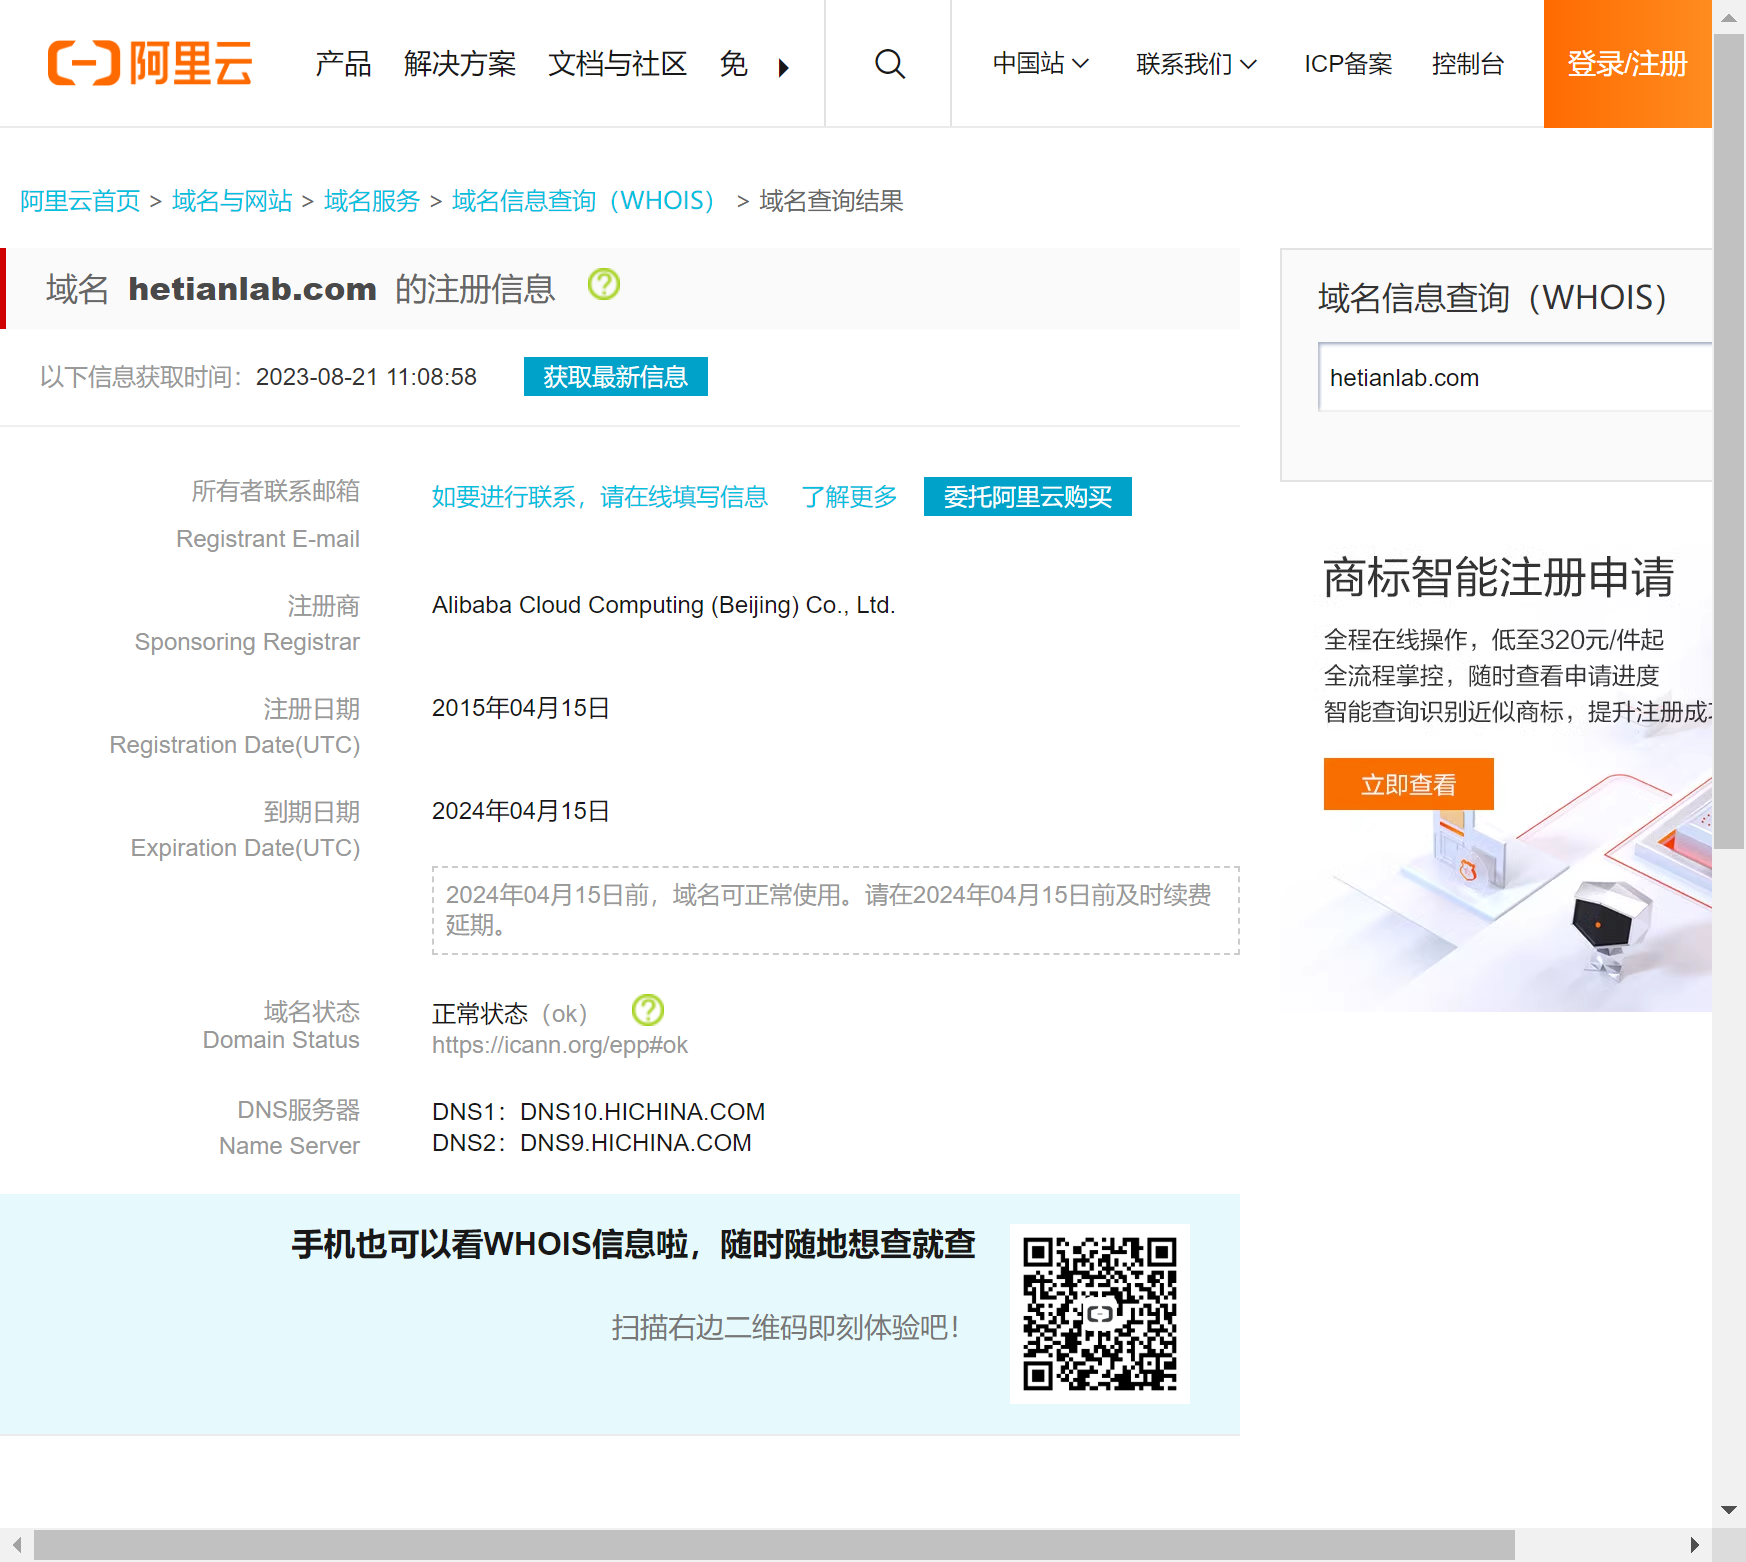 阿里云
产品 解决方案 文档与社区 免
中国站 联系我们 ICP备案 控制台 登录/注册
阿里云首页 > 域名与网站 > 域名服务 > 域名信息查询（WHOIS） > 域名查询结果
域名 hetianlab.com 的注册信息
以下信息获取时间：2023-08-21 11:08:58 获取最新信息
所有者联系邮箱
Registrant E-mail
如要进行联系，请在线填写信息 了解更多 委托阿里云购买
注册商
Sponsoring Registrar
Alibaba Cloud Computing (Beijing) Co., Ltd.
注册日期
Registration Date(UTC)
2015年04月15日
到期日期
Expiration Date(UTC)
2024年04月15日
2024年04月15日前，域名可正常使用。请在2024年04月15日前及时续费
延期。
域名状态
Domain Status
正常状态（ok）
https://icann.org/epp#ok
DNS服务器
Name Server
DNS1：DNS10.HICHINA.COM
DNS2：DNS9.HICHINA.COM
手机也可以看WHOIS信息啦，随时随地想查就查
扫描右边二维码即刻体验吧！
域名信息查询（WHOIS）
hetianlab.com
商标智能注册申请
全程在线操作，低至320元/件起
全流程掌控，随时查看申请进度
智能查询识别近似商标，提升注册成
立即查看